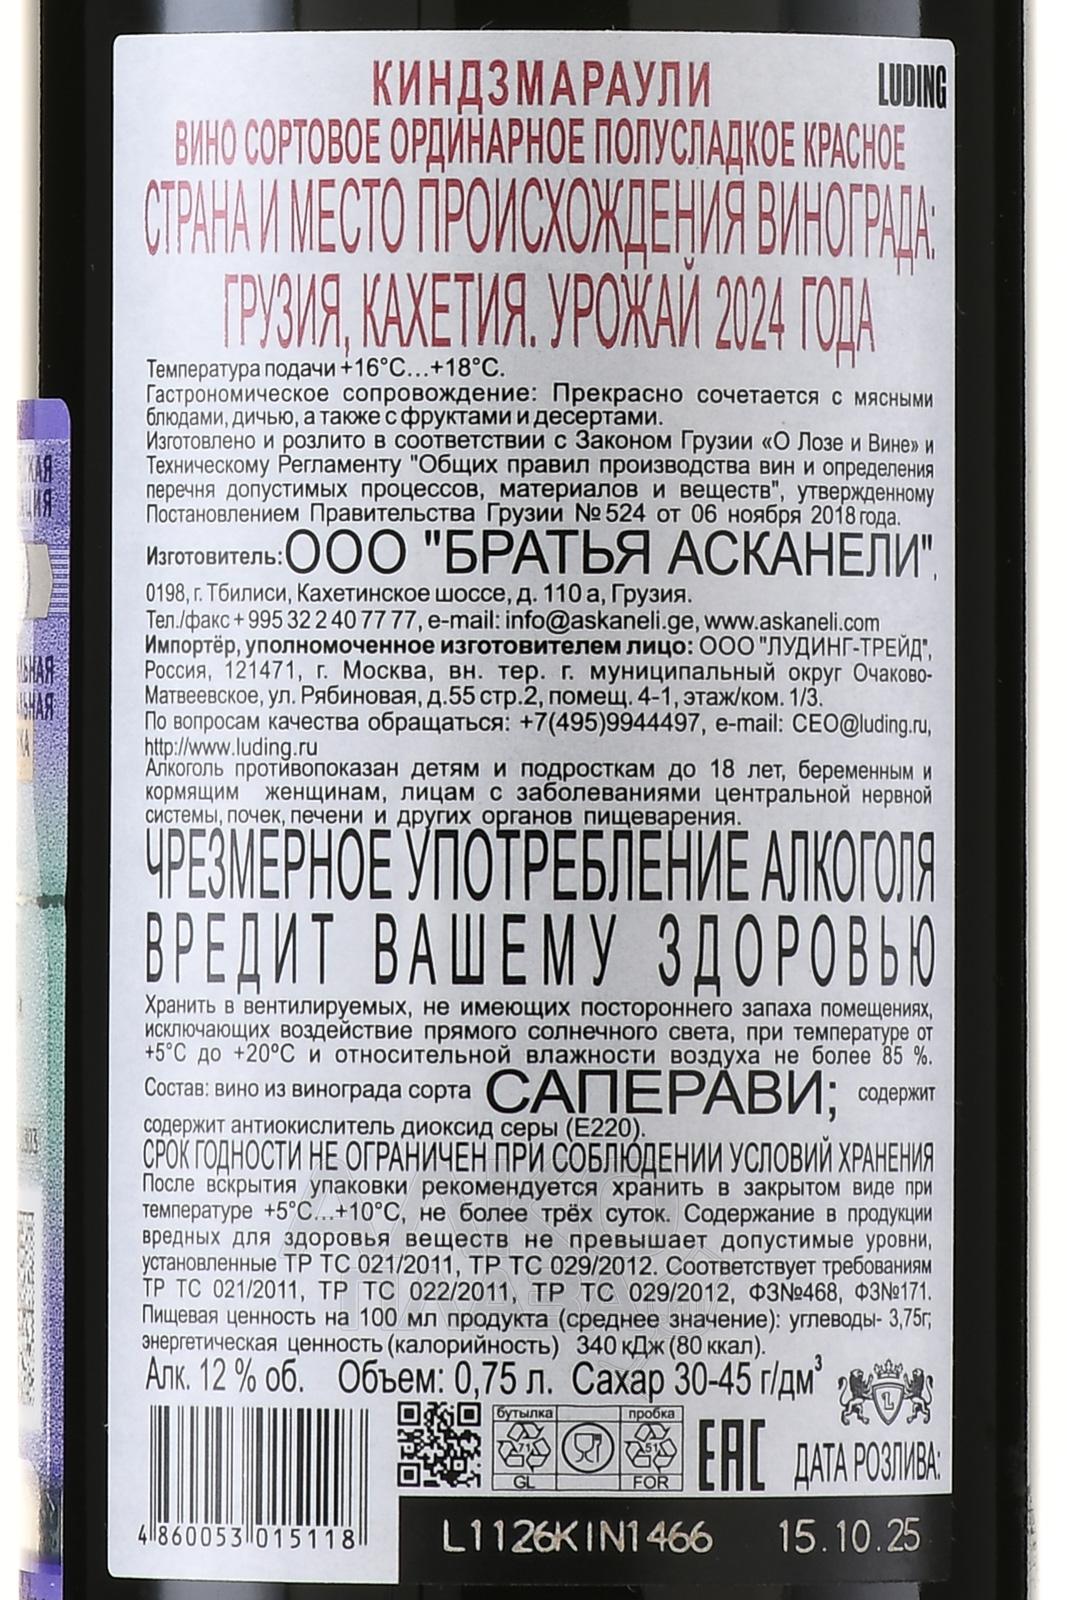 КИНДЗМАРАУЛИ
LUDING
ВИНО СОРТОВОЕ ОРДИНАРНОЕ ПОЛУСЛАДКОЕ КРАСНОЕ
СТРАНА И МЕСТО ПРОИСХОЖДЕНИЯ ВИНОГРАДА:
ГРУЗИЯ, КАХЕТИЯ. УРОЖАЙ 2024 ГОДА
Температура подачи +16°С...+18°С.
Гастрономическое сопровождение: Прекрасно сочетается с мясными
блюдами, дичью, а также с фруктами и десертами.
Изготовлено и розлито в соответствии с Законом Грузии «О Лозе и Вине» и
Техническому Регламенту "Общих правил производства вин и определения
перечня допустимых процессов, материалов и веществ", утвержденному
Постановлением Правительства Грузии №524 от 06 ноября 2018 года.
Изготовитель: ООО "БРАТЬЯ АСКАНЕЛИ",
0198, г. Тбилиси, Кахетинское шоссе, д. 110 а, Грузия.
Тел./факс + 995 32 2 40 77 77, e-mail: info@askaneli.ge, www.askaneli.com
Импортёр, уполномоченное изготовителем лицо: ООО "ЛУДИНГ-ТРЕЙД",
Россия, 121471, г. Москва, вн. тер. г. муниципальный округ Очаково-
Матвеевское, ул. Рябиновая, д.55 стр.2, помещ. 4-1, этаж/ком. 1/3.
По вопросам качества обращаться: +7(495)9944497, e-mail: CEO@luding.ru,
http://www.luding.ru
Алкоголь противопоказан детям и подросткам до 18 лет, беременным и
кормящим женщинам, лицам с заболеваниями центральной нервной
системы, почек, печени и других органов пищеварения.
ЧРЕЗМЕРНОЕ УПОТРЕБЛЕНИЕ АЛКОГОЛЯ
ВРЕДИТ ВАШЕМУ ЗДОРОВЬЮ
Хранить в вентилируемых, не имеющих постороннего запаха помещениях,
исключающих воздействие прямого солнечного света, при температуре от
+5°С до +20°С и относительной влажности воздуха не более 85 %.
Состав: вино из винограда сорта САПЕРАВИ; содержит
содержит антиокислитель диоксид серы (Е220).
СРОК ГОДНОСТИ НЕ ОГРАНИЧЕН ПРИ СОБЛЮДЕНИИ УСЛОВИЙ ХРАНЕНИЯ
После вскрытия упаковки рекомендуется хранить в закрытом виде при
температуре +5°С...+10°С, не более трёх суток. Содержание в продукции
вредных для здоровья веществ не превышает допустимые уровни,
установленные ТР ТС 021/2011, ТР ТС 029/2012. Соответствует требованиям
ТР ТС 021/2011, ТР ТС 022/2011, ТР ТС 029/2012, ФЗ№468, ФЗ№171.
Пищевая ценность на 100 мл продукта (среднее значение): углеводы- 3,75г;
энергетическая ценность (калорийность) 340 кДж (80 ккал).
Алк. 12 % об. Объем: 0,75 л. Сахар 30-45 г/дм³
бутылка
пробка
71
GL
51
FOR
EAC
L
ДАТА РОЗЛИВА:
4 860053 015118
L1126KIN1466 15.10.25